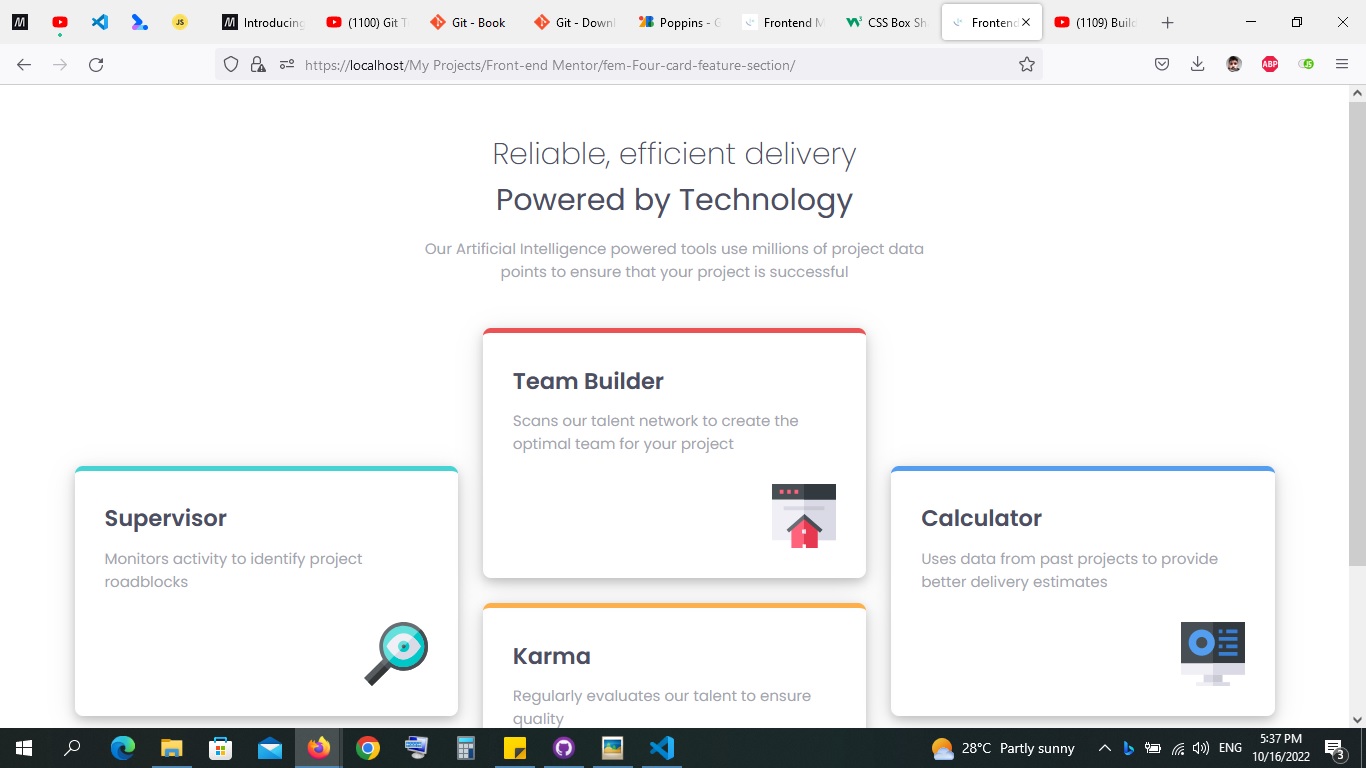 Introducing
(1100) Git T
Git - Book
Git - Downl
Poppins - G
Frontend M
CSS Box Sh
Frontend
(1109) Build
https://localhost/My Projects/Front-end Mentor/fem-Four-card-feature-section/
Reliable, efficient delivery
Powered by Technology
Our Artificial Intelligence powered tools use millions of project data
points to ensure that your project is successful
Team Builder
Scans our talent network to create the
optimal team for your project
Supervisor
Monitors activity to identify project
roadblocks
Calculator
Uses data from past projects to provide
better delivery estimates
Karma
Regularly evaluates our talent to ensure
quality
28°C Partly sunny
ENG
5:37 PM
10/16/2022
3